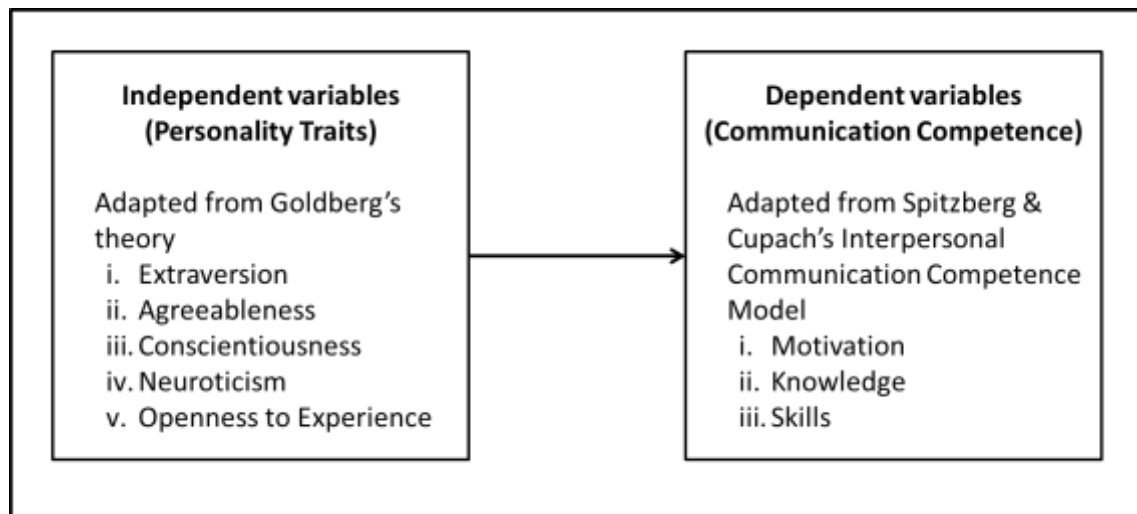 Independent variables
(Personality Traits)
Adapted from Goldberg's
theory
i. Extraversion
ii. Agreeableness
iii. Conscientiousness
iv. Neuroticism
v. Openness to Experience
Dependent variables
(Communication Competence)
Adapted from Spitzberg &
Cupach's Interpersonal
Communication Competence
Model
i. Motivation
ii. Knowledge
iii. Skills